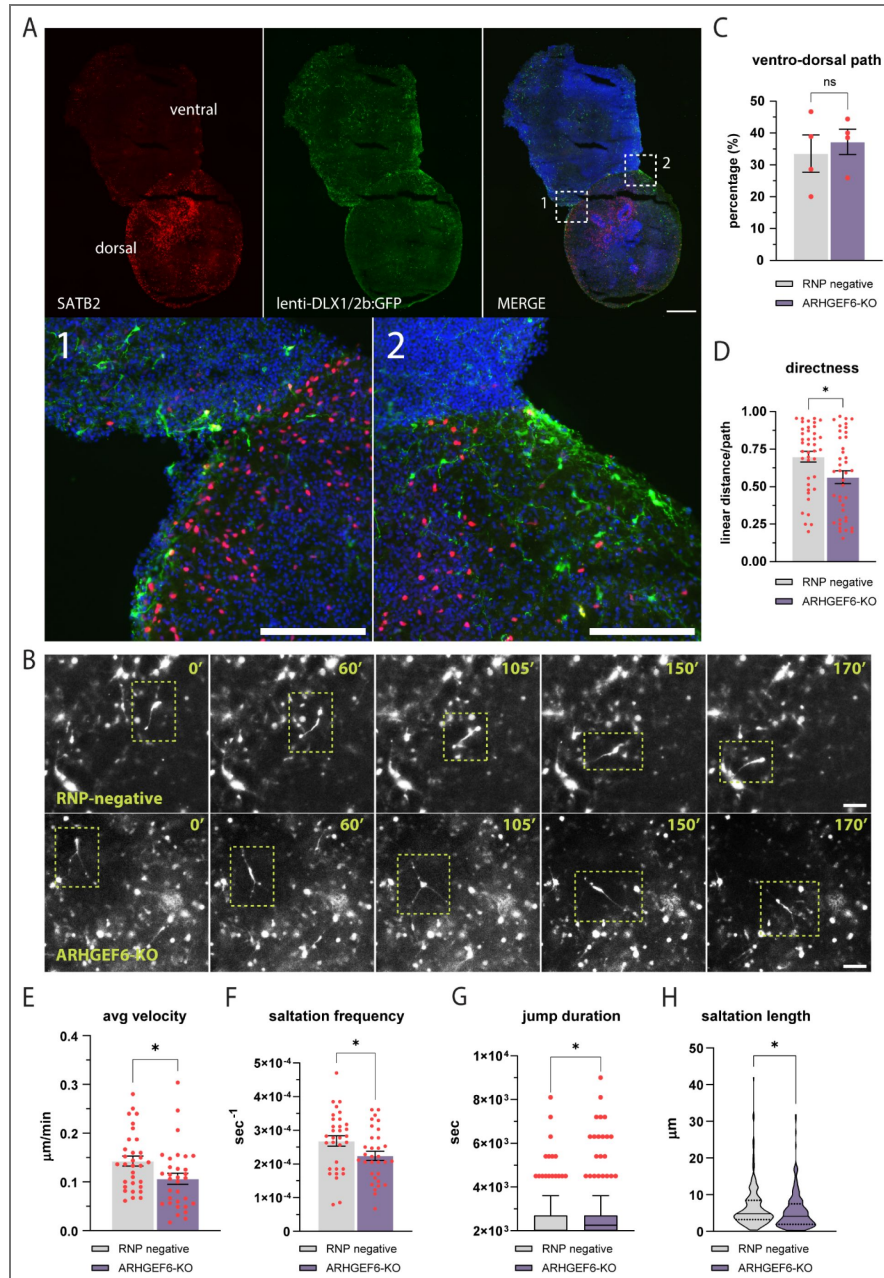 A
ventral
dorsal
SATB2
lenti-DLX1/2b:GFP
MERGE
1
2
1
2
C
ventro-dorsal path
ns
percentage (%)
50
40
30
20
10
0
RNP negative
ARHGEF6-KO
D
directness
*
linear distance/path
1.00
0.75
0.50
0.25
0.00
RNP negative
ARHGEF6-KO
B
0′
60′
105′
150′
170′
RNP-negative
0′
60′
105′
150′
170′
ARHGEF6-KO
E
avg velocity
*
μm/min
0.4
0.3
0.2
0.1
0.0
RNP negative
ARHGEF6-KO
F
saltation frequency
*
sec⁻¹
5×10⁻⁴
4×10⁻⁴
3×10⁻⁴
2×10⁻⁴
1×10⁻⁴
0
RNP negative
ARHGEF6-KO
G
jump duration
*
sec
1×10⁴
8×10³
6×10³
4×10³
2×10³
RNP negative
ARHGEF6-KO
H
saltation length
*
μm
50
40
30
20
10
0
RNP negative
ARHGEF6-KO